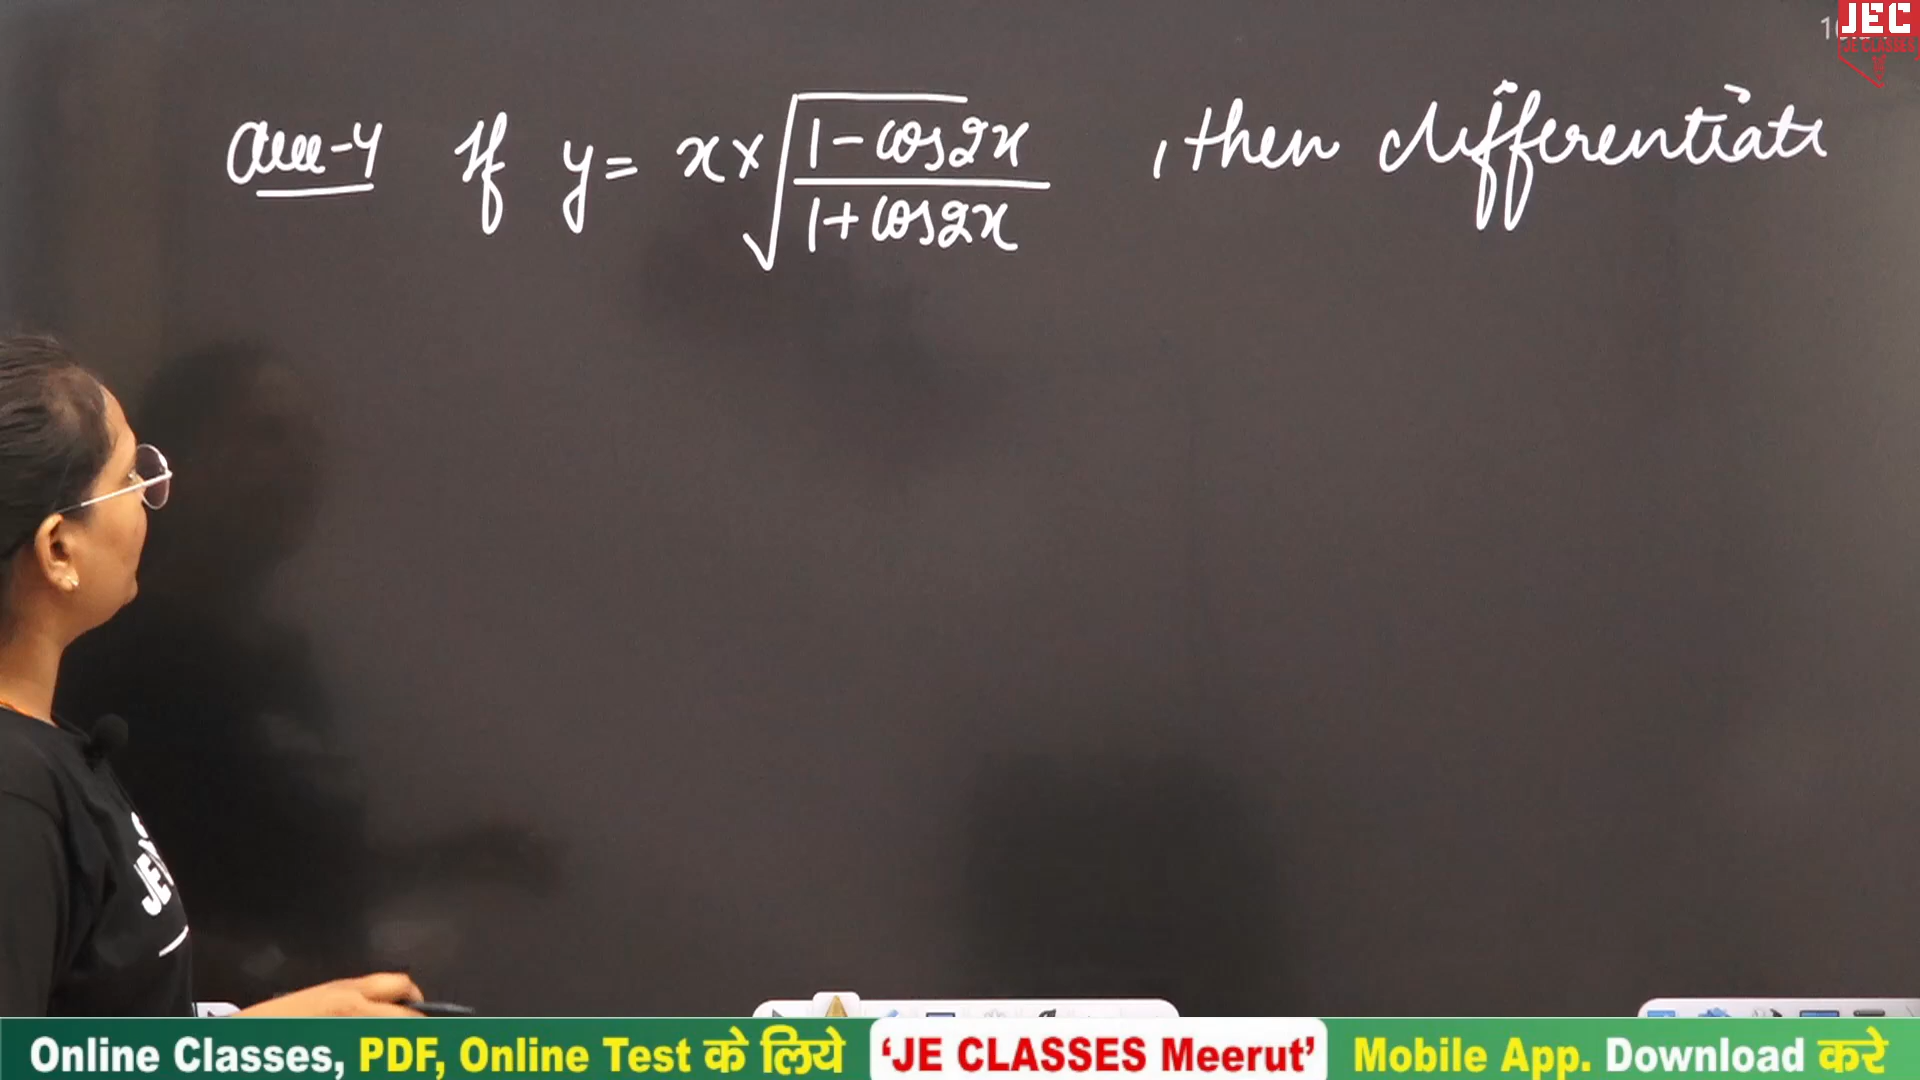 JEC
JE CLASSES
Que-4 If y = x × √((1 - cos2x)/(1 + cos2x)) , then differentiate
JE
Online Classes, PDF, Online Test के लिये 'JE CLASSES Meerut' Mobile App. Download करे